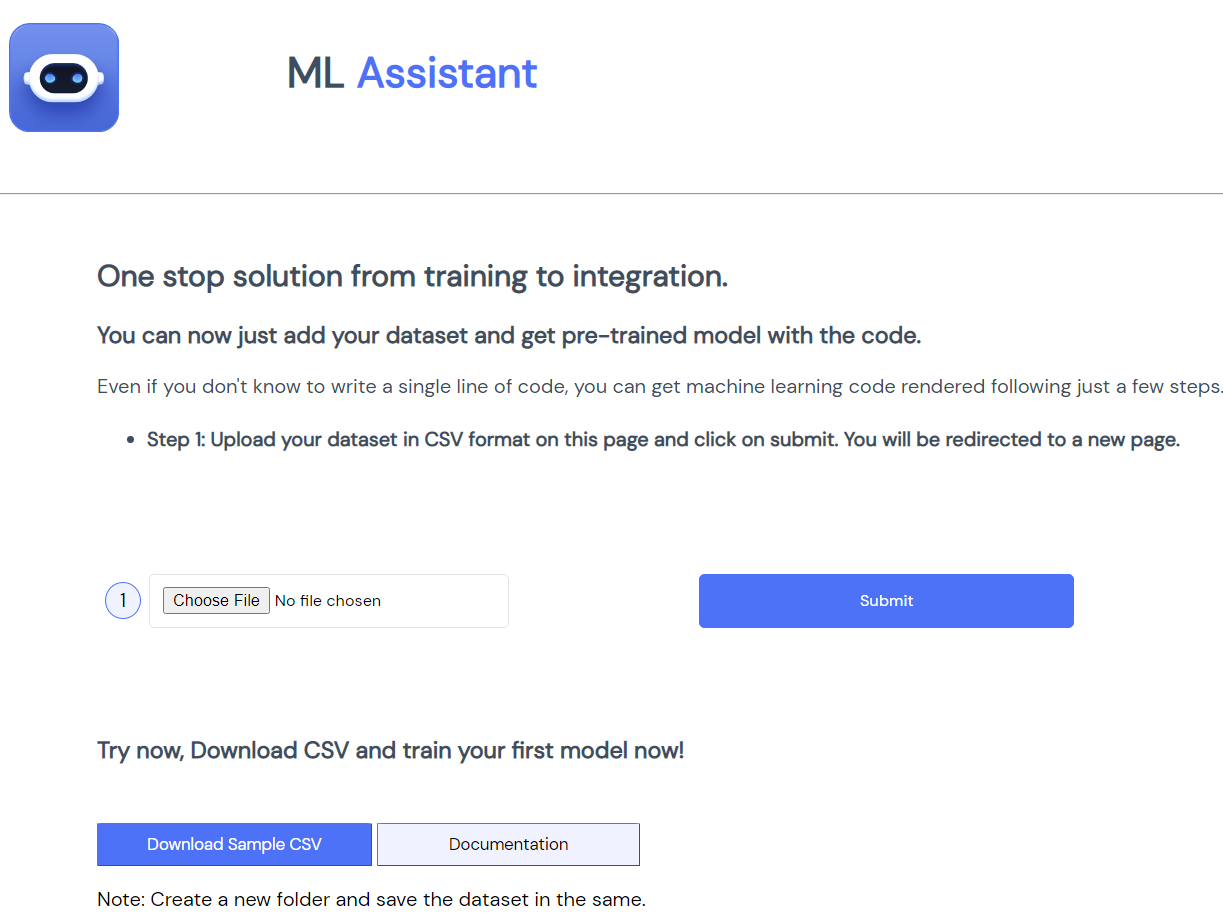 ML Assistant
One stop solution from training to integration.
You can now just add your dataset and get pre-trained model with the code.
Even if you don't know to write a single line of code, you can get machine learning code rendered following just a few steps.
Step 1: Upload your dataset in CSV format on this page and click on submit. You will be redirected to a new page.
1 Choose File No file chosen Submit
Try now, Download CSV and train your first model now!
Download Sample CSV Documentation
Note: Create a new folder and save the dataset in the same.